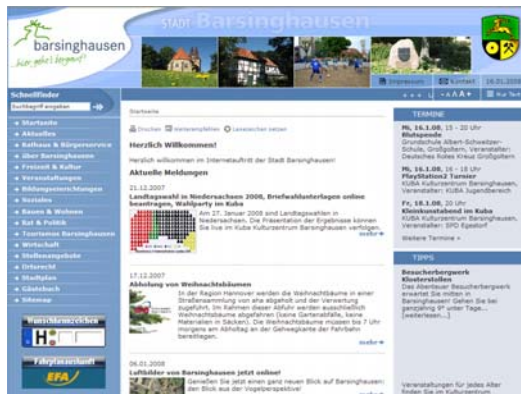 STADT Barsinghausen
barsinghausen
...hier geht's bergauf!
Impressum
Kontakt
16.01.2008
- A A A +
Nur Text
Schnellfinder
Suchbegriff eingeben
Startseite
Aktuelles
Rathaus & Bürgerservice
Über Barsinghausen
Freizeit & Kultur
Veranstaltungen
Bildungseinrichtungen
Soziales
Bauen & Wohnen
Rat & Politik
Tourismus Barsinghausen
Wirtschaft
Stellenangebote
Ortsrecht
Stadtplan
Gästebuch
Sitemap
Wunschkennzeichen
H
Fahrplanauskunft
EFA
Startseite
Drucken Weiterempfehlen Lesezeichen setzen
Herzlich Willkommen!
Herzlich willkommen im Internetauftritt der Stadt Barsinghausen!
Aktuelle Meldungen
21.12.2007
Landtagswahl in Niedersachsen 2008, Briefwahlunterlagen online
beantragen, Wahlparty im Kuba
Am 27. Januar 2008 sind Landtagswahlen in
Niedersachsen. Die Präsentation der Ergebnisse können
Sie live im Kuba Kulturzentrum Barsinghausen verfolgen.
mehr
17.12.2007
Abholung von Weihnachtsbäumen
In der Region Hannover werden die Weihnachtsbäume in einer
Straßensammlung von aha abgeholt und der Verwertung
zugeführt. Im Rahmen dieser Abfuhr werden ausschließlich
Weihnachtsbäume abgefahren (keine Gartenabfälle, keine
Materialien in Säcken). Die Weihnachtsbäume müssen bis 7 Uhr
morgens am Abholtag an der Gehwegkante der Fahrbahn
bereitliegen.
mehr
06.01.2008
Luftbilder von Barsinghausen jetzt online!
Genießen Sie jetzt einen ganz neuen Blick auf Barsinghausen:
den Blick aus der Vogelperspektive!
TERMINE
Mi, 16.1.08, 15 - 20 Uhr
Blutspende
Grundschule Albert-Schweitzer-
Schule, Großgoltern, Veranstalter:
Deutsches Rotes Kreuz Großgoltern
Mi, 16.1.08, 16 - 18 Uhr
PlayStation2 Turnier
KUBA Kulturzentrum Barsinghausen,
Veranstalter: KUBA Jugendbereich
Fr, 18.1.08, 20 Uhr
Kleinkunstabend im Kuba
KUBA Kulturzentrum Barsinghausen,
Veranstalter: SPD Egestorf
Weitere Termine »
TIPPS
Besucherbergwerk
Klosterstollen
Das Abenteuer Besucherbergwerk
erwartet Sie mitten in
Barsinghausen! Gehen Sie bei
ganzjährig 9° unter Tage...
[weiterlesen...]
Veranstaltungen für jedes Alter
finden Sie im Kulturzentrum